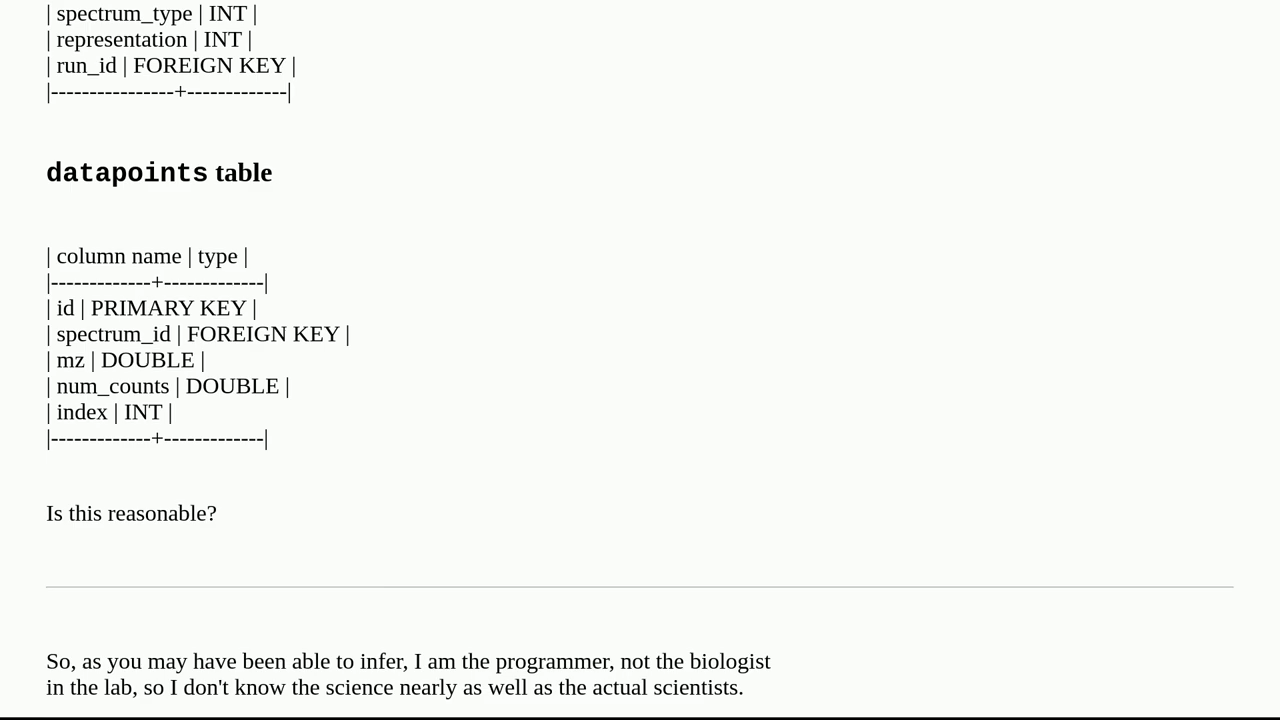 | spectrum_type | INT |
| representation | INT |
| run_id | FOREIGN KEY |
|----------------+-------------|
datapoints table
| column name | type |
|-------------+-------------|
| id | PRIMARY KEY |
| spectrum_id | FOREIGN KEY |
| mz | DOUBLE |
| num_counts | DOUBLE |
| index | INT |
|-------------+-------------|
Is this reasonable?
So, as you may have been able to infer, I am the programmer, not the biologist
in the lab, so I don't know the science nearly as well as the actual scientists.